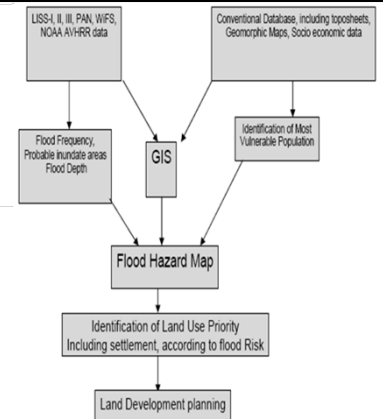 LISS-I, II, III, PAN, WiFS,
NOAA AVHRR data
Conventional Database, including toposheets,
Geomorphic Maps, Socio economic data
Flood Frequency,
Probable inundate areas
Flood Depth
GIS
Identification of Most
Vulnerable Population
Flood Hazard Map
Identification of Land Use Priority
Including settlement, according to flood Risk
Land Development planning